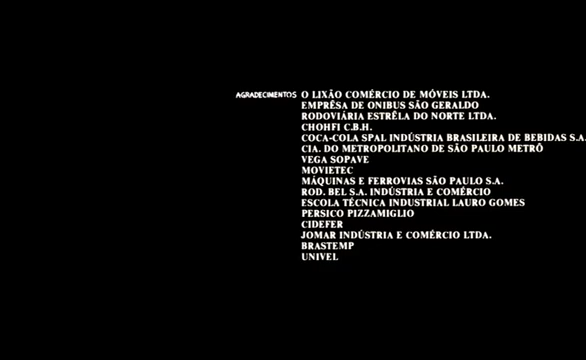 AGRADECIMENTOS O LIXÃO COMÉRCIO DE MÓVEIS LTDA.
EMPRÊSA DE ONIBUS SÃO GERALDO
RODOVIÁRIA ESTRÊLA DO NORTE LTDA.
CHOHFI C.B.H.
COCA-COLA SPAL INDÚSTRIA BRASILEIRA DE BEBIDAS S.A.
CIA. DO METROPOLITANO DE SÃO PAULO METRÔ
VEGA SOPAVE
MOVIETEC
MÁQUINAS E FERROVIAS SÃO PAULO S.A.
ROD. BEL S.A. INDÚSTRIA E COMÉRCIO
ESCOLA TÉCNICA INDUSTRIAL LAURO GOMES
PERSICO PIZZAMIGLIO
CIDEFER
JOMAR INDÚSTRIA E COMÉRCIO LTDA.
BRASTEMP
UNIVEL